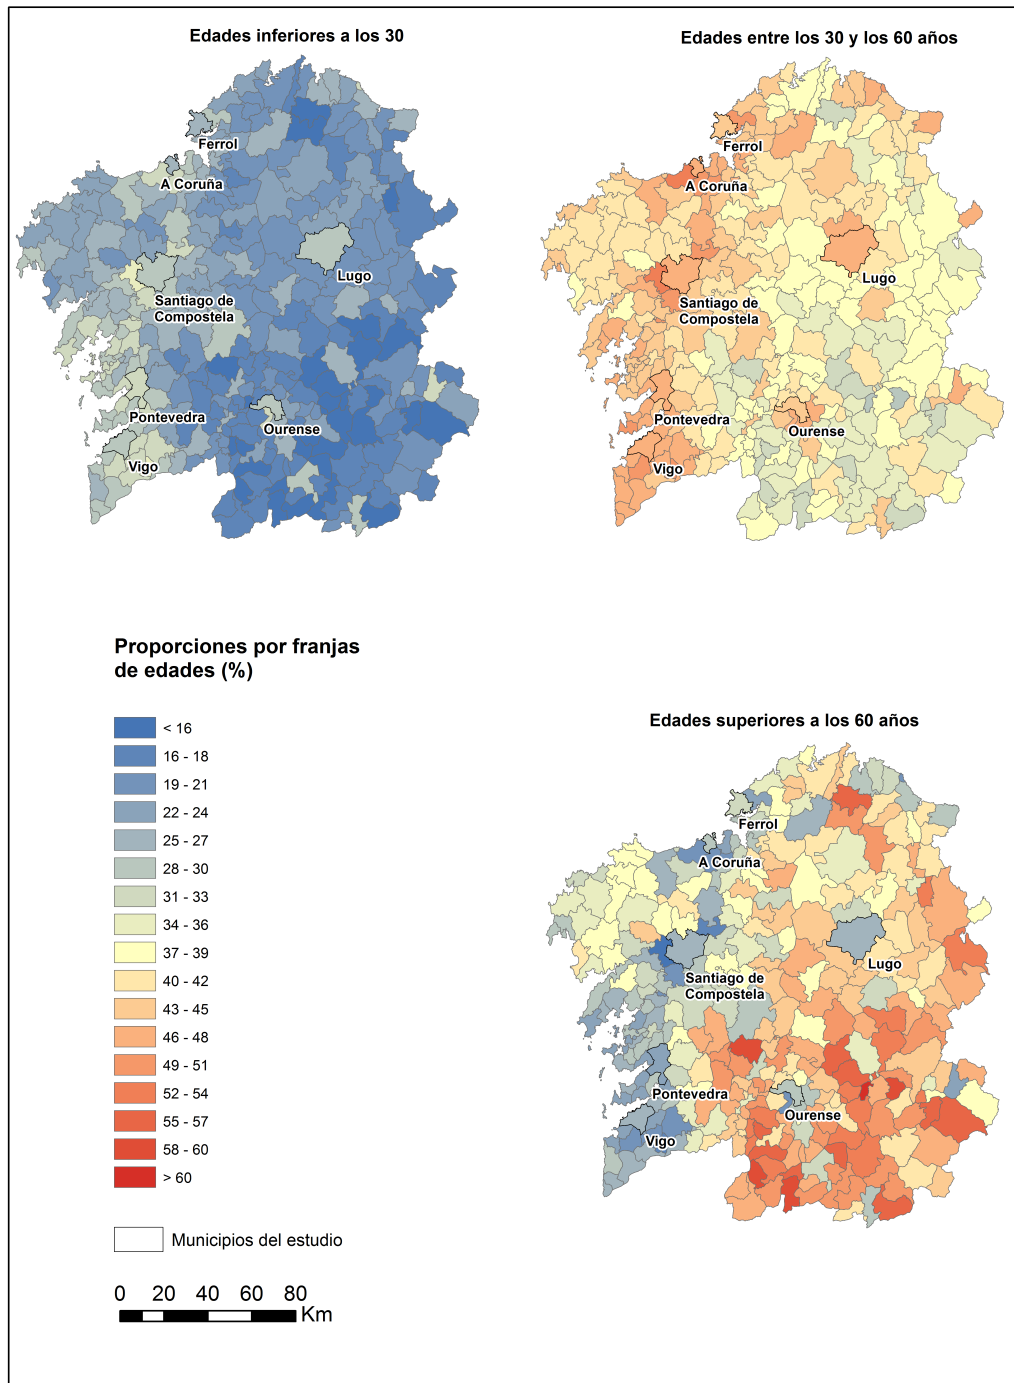 Edades inferiores a los 30
Edades entre los 30 y los 60 años
Ferrol
A Coruña
Lugo
Santiago de
Compostela
Pontevedra
Ourense
Vigo
Ferrol
A Coruña
Lugo
Santiago de
Compostela
Pontevedra
Ourense
Vigo
Proporciones por franjas
de edades (%)
< 16
16 - 18
19 - 21
22 - 24
25 - 27
28 - 30
31 - 33
34 - 36
37 - 39
40 - 42
43 - 45
46 - 48
49 - 51
52 - 54
55 - 57
58 - 60
> 60
Municipios del estudio
0 20 40 60 80
Km
Edades superiores a los 60 años
Ferrol
A Coruña
Lugo
Santiago de
Compostela
Pontevedra
Ourense
Vigo